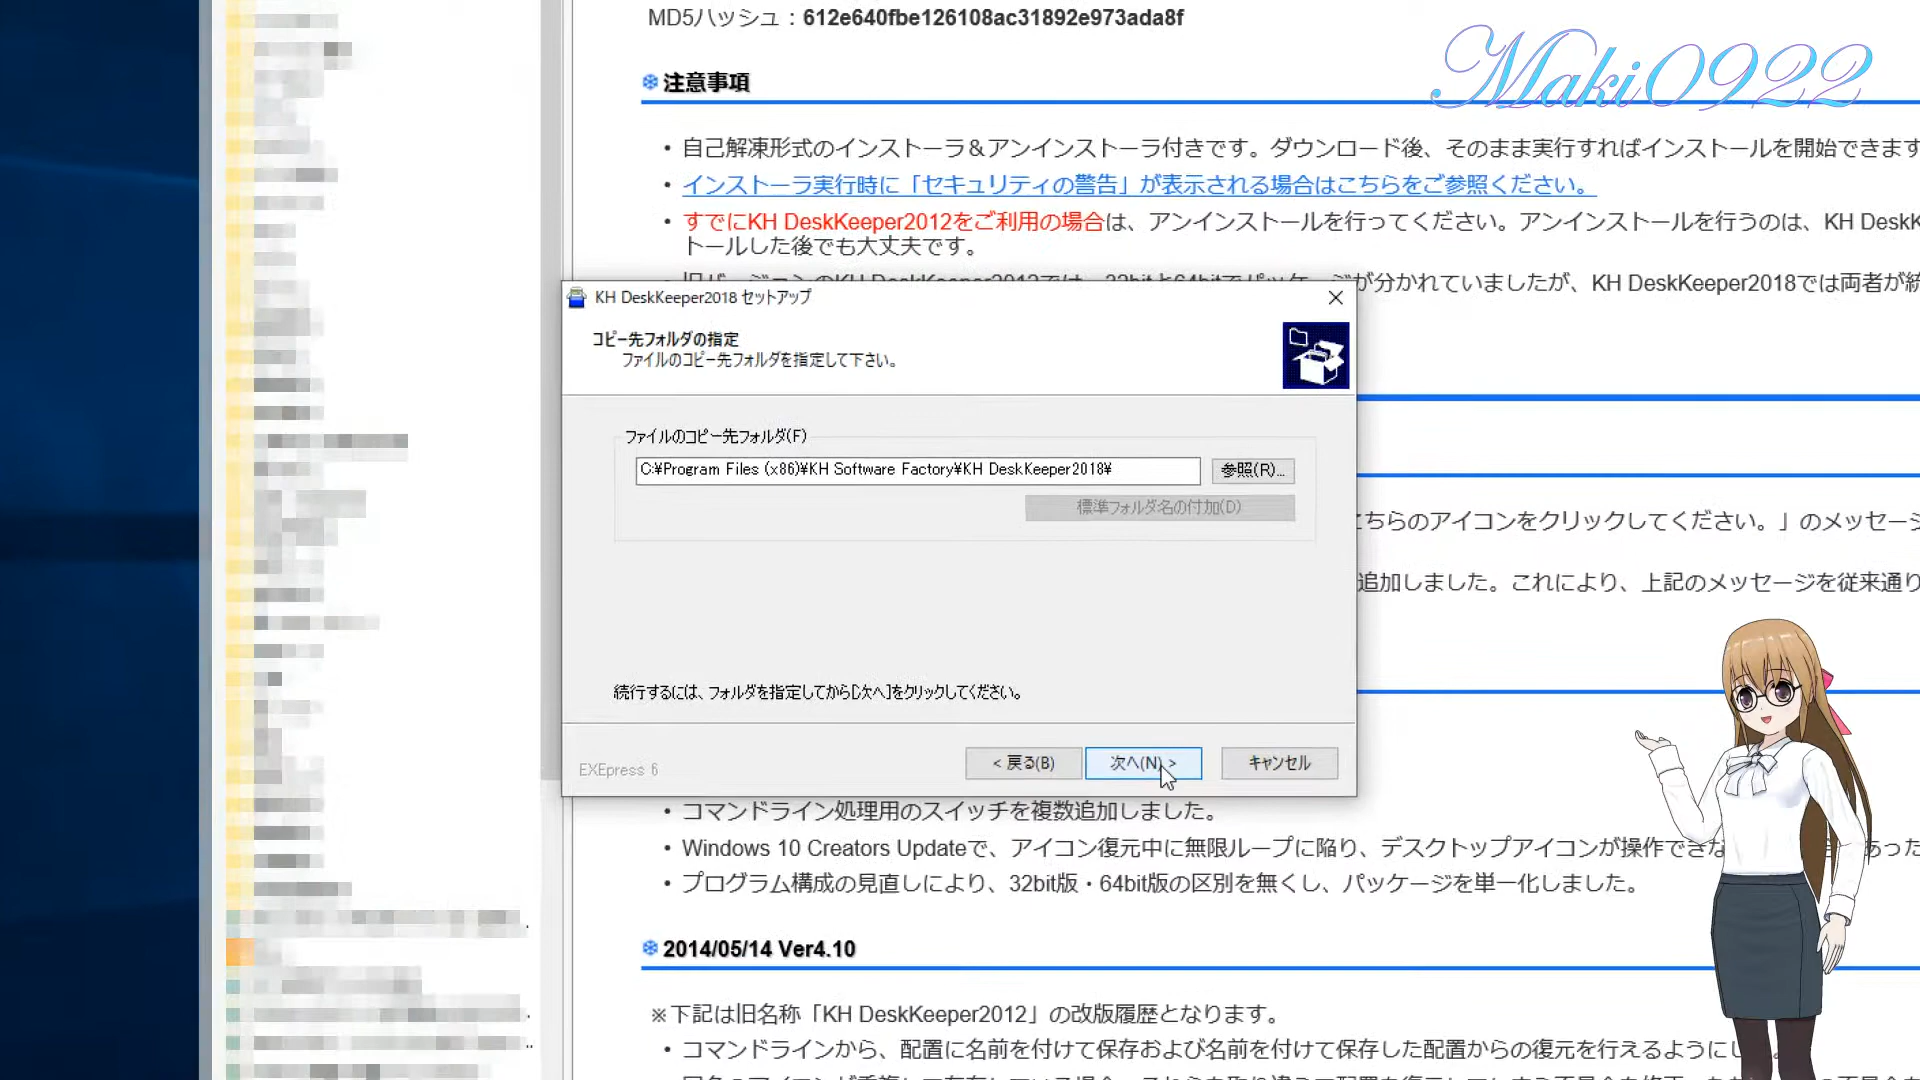 MD5ハッシュ：612e640fbe126108ac31892e973ada8f
Maki0922
注意事項
・自己解凍形式のインストーラ＆アンインストーラ付きです。ダウンロード後、そのまま実行すればインストールを開始できます
・インストーラ実行時に「セキュリティの警告」が表示される場合はこちらをご参照ください。
・すでにKH DeskKeeper2012をご利用の場合は、アンインストールを行ってください。アンインストールを行うのは、KH DeskK
トールした後でも大丈夫です。
が分かれていましたが、KH DeskKeeper2018では両者が統
KH DeskKeeper2018 セットアップ
コピー先フォルダの指定
ファイルのコピー先フォルダを指定して下さい。
ファイルのコピー先フォルダ(F)
C:¥Program Files (x86)¥KH Software Factory¥KH DeskKeeper2018¥
参照(R)...
標準フォルダ名の付加(D)
こちらのアイコンをクリックしてください。」のメッセージ
追加しました。これにより、上記のメッセージを従来通り
続行するには、フォルダを指定してから[次へ]をクリックしてください。
EXEpress 6
< 戻る(B)
次へ(N) >
キャンセル
・コマンドライン処理用のスイッチを複数追加しました。
・Windows 10 Creators Updateで、アイコン復元中に無限ループに陥り、デスクトップアイコンが操作できな
あった
・プログラム構成の見直しにより、32bit版・64bit版の区別を無くし、パッケージを単一化しました。
2014/05/14 Ver4.10
※下記は旧名称「KH DeskKeeper2012」の改版履歴となります。
・コマンドラインから、配置に名前を付けて保存および名前を付けて保存した配置からの復元を行えるようにし